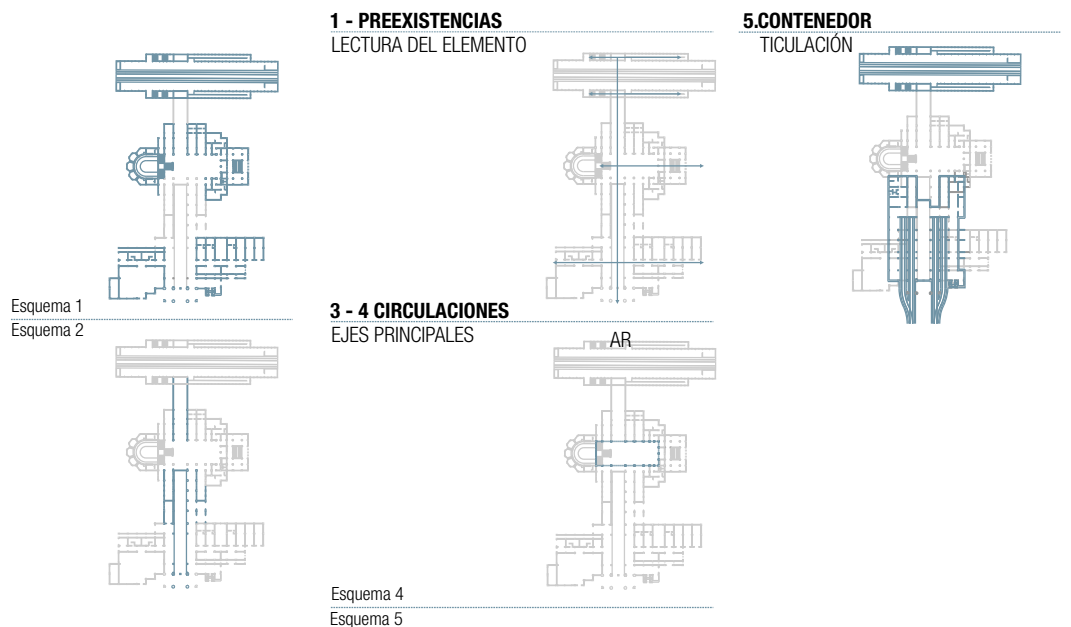 1 - PREEXISTENCIAS
LECTURA DEL ELEMENTO
5.CONTENEDOR
TICULACIÓN
Esquema 1
Esquema 2
3 - 4 CIRCULACIONES
EJES PRINCIPALES
AR
Esquema 4
Esquema 5